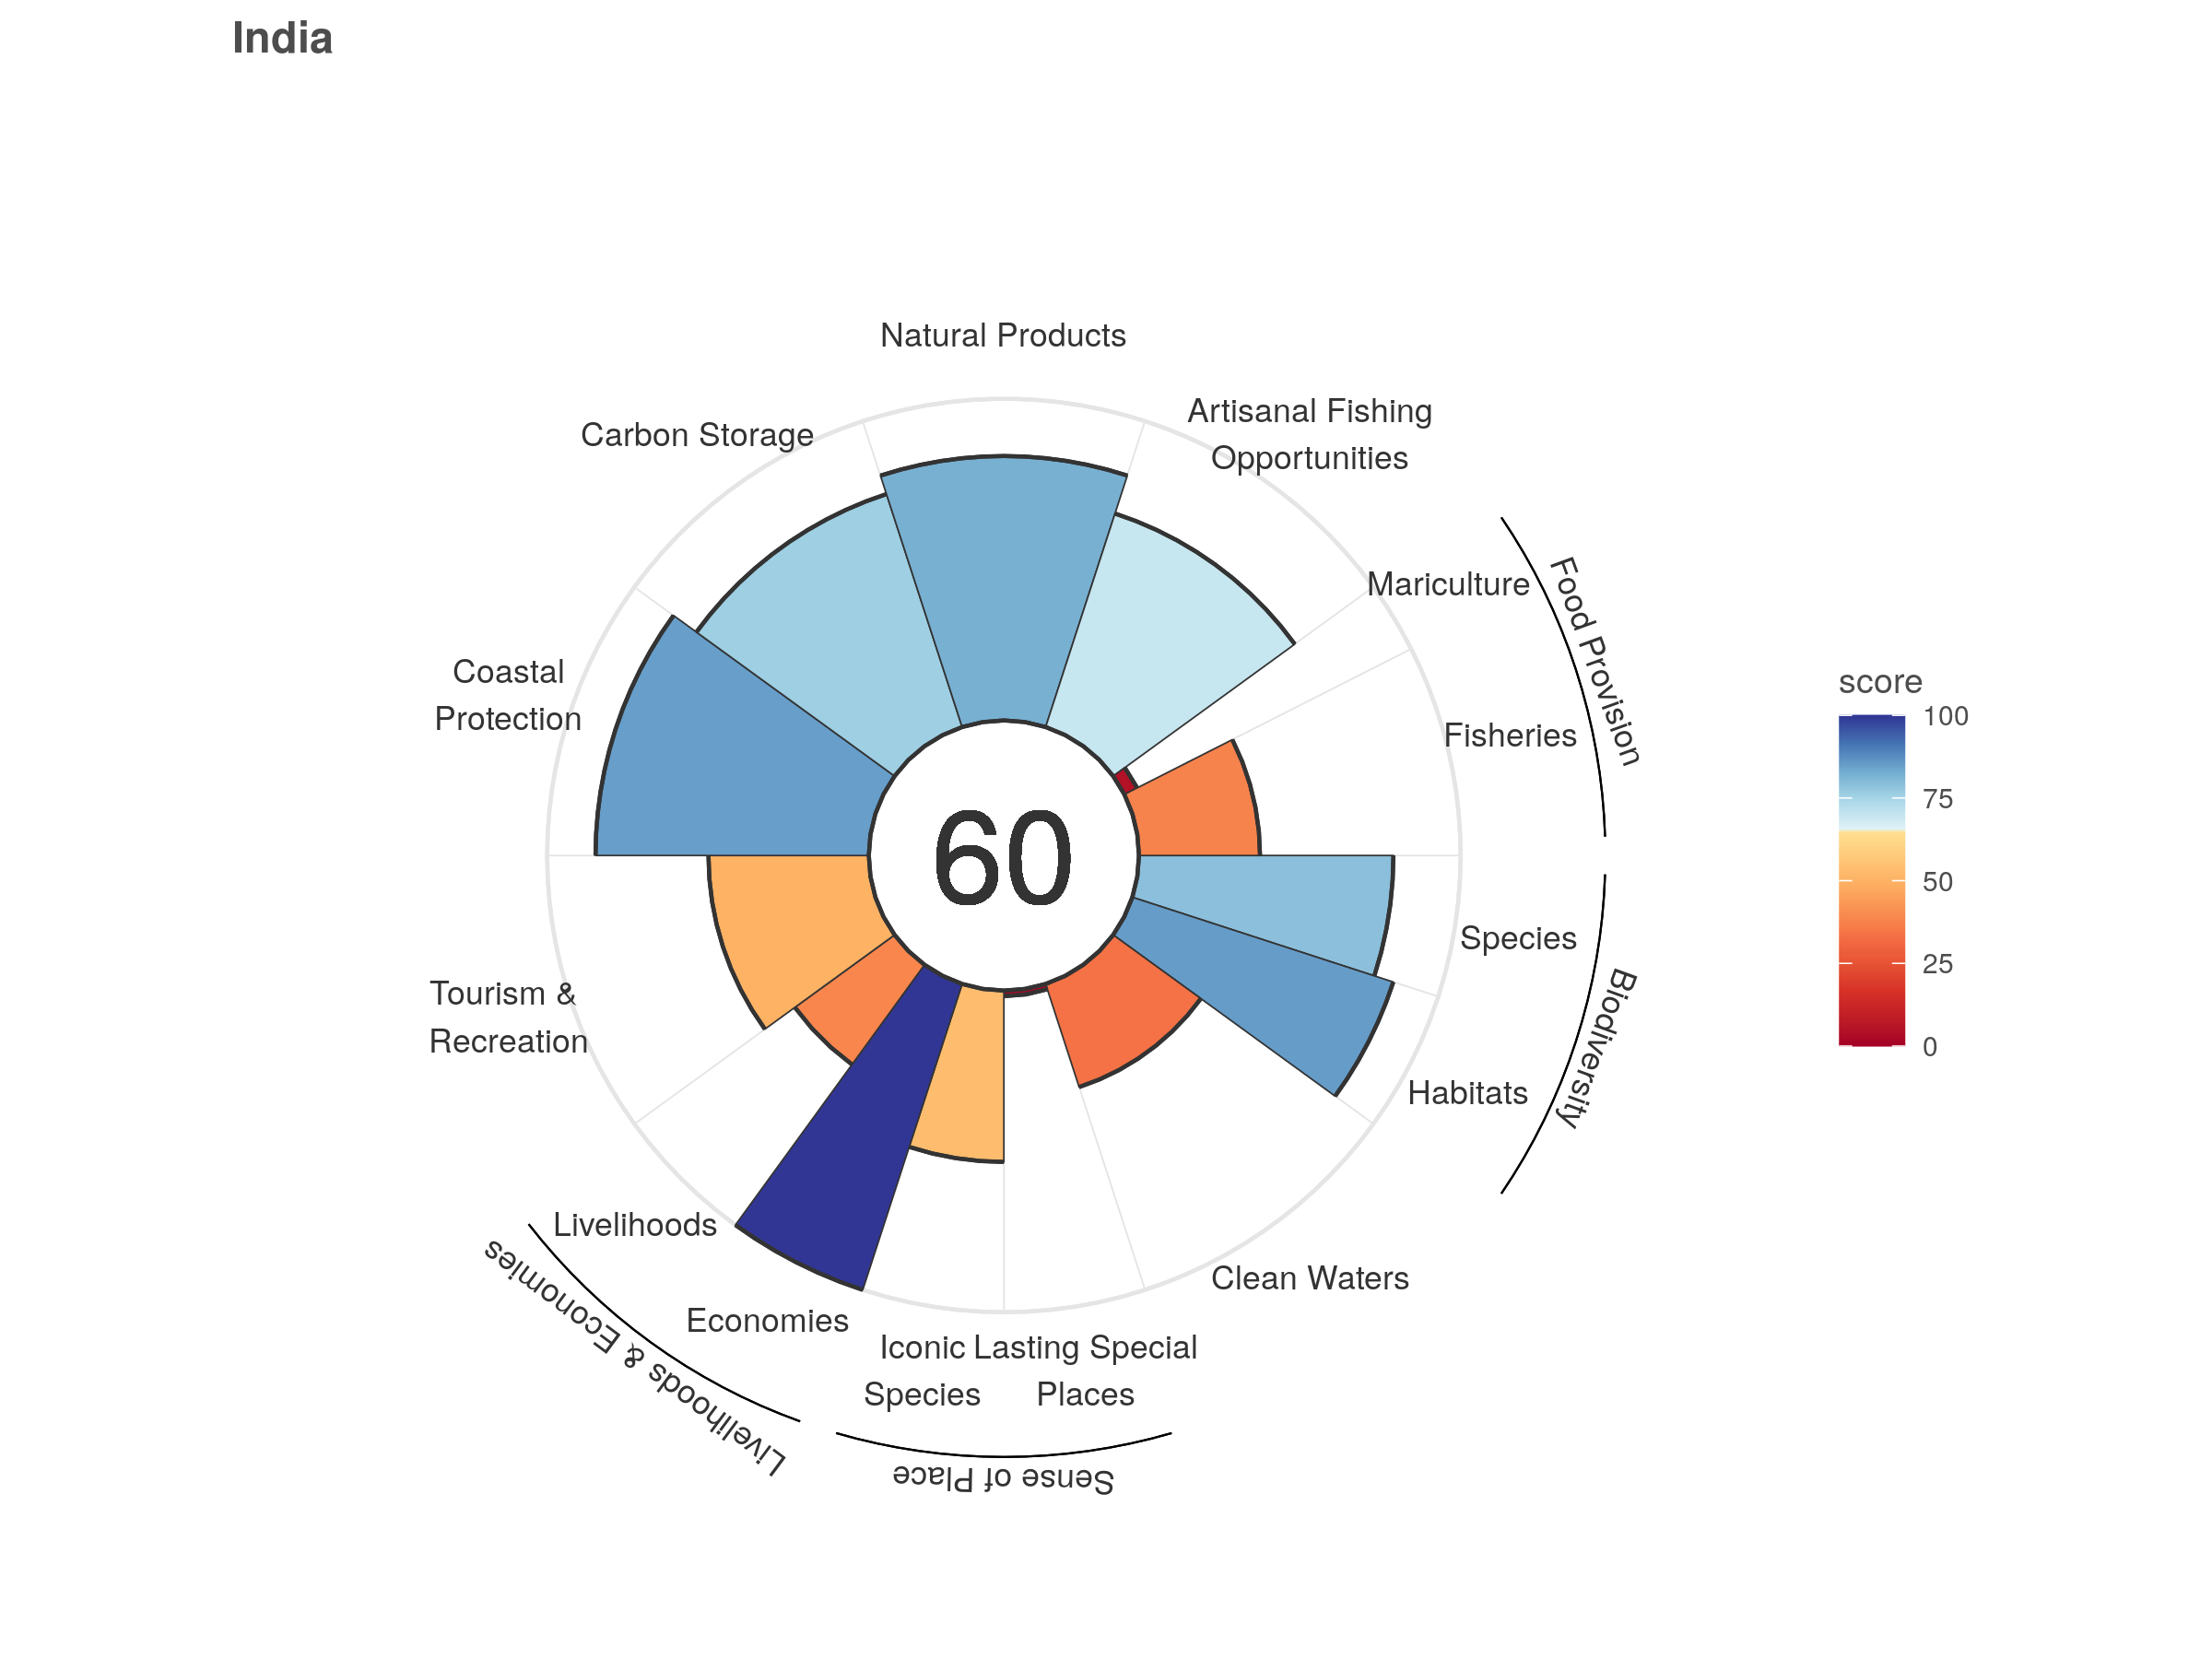 India
Natural Products
Artisanal Fishing
Opportunities
Carbon Storage
Mariculture
Food Provision
Coastal
Protection
Fisheries
score
100
75
50
25
0
60
Species
Biodiversity
Tourism &
Recreation
Habitats
Livelihoods
Clean Waters
Economies
Livelihoods & Economies
Iconic
Species
Lasting Special
Places
Sense of Place